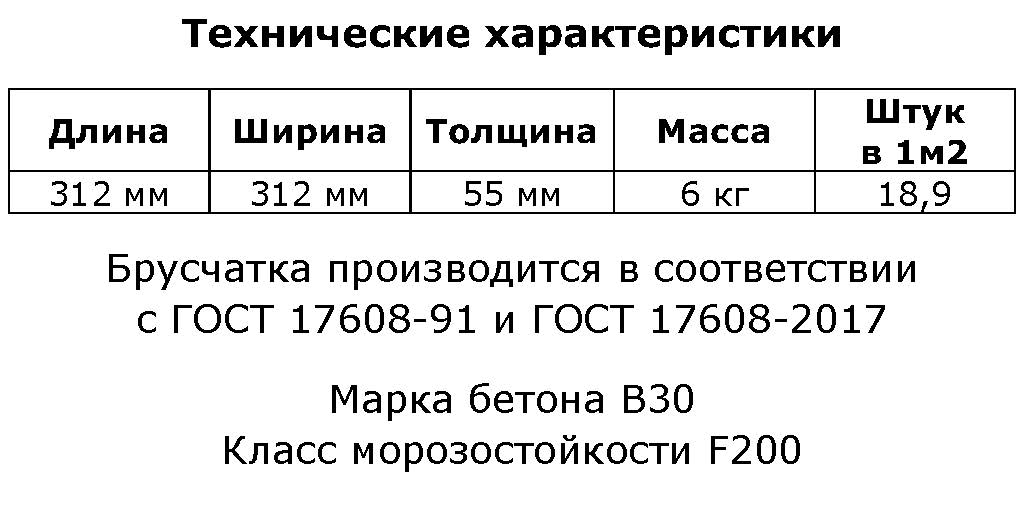 Технические характеристики
Длина Ширина Толщина Масса Штук в 1м2
312 мм 312 мм 55 мм 6 кг 18,9
Брусчатка производится в соответствии
с ГОСТ 17608-91 и ГОСТ 17608-2017
Марка бетона В30
Класс морозостойкости F200